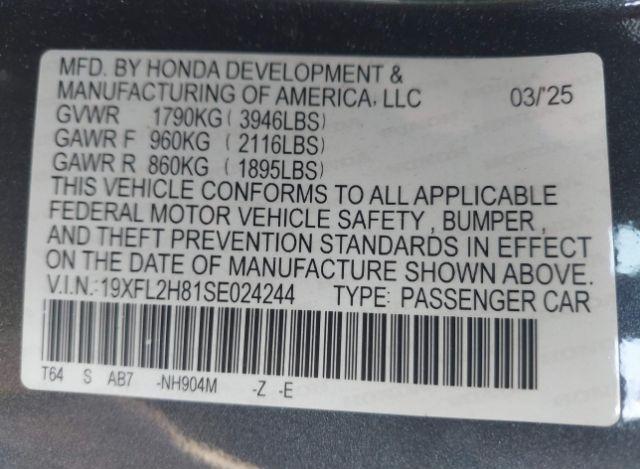 MFD. BY HONDA DEVELOPMENT &
MANUFACTURING OF AMERICA, LLC 03/'25
GVWR 1790KG ( 3946LBS)
GAWR F 960KG ( 2116LBS)
GAWR R 860KG ( 1895LBS)
THIS VEHICLE CONFORMS TO ALL APPLICABLE
FEDERAL MOTOR VEHICLE SAFETY , BUMPER ,
AND THEFT PREVENTION STANDARDS IN EFFECT
ON THE DATE OF MANUFACTURE SHOWN ABOVE.
V.I.N.:19XFL2H81SE024244 TYPE: PASSENGER CAR
T64 S AB7 -NH904M -Z -E